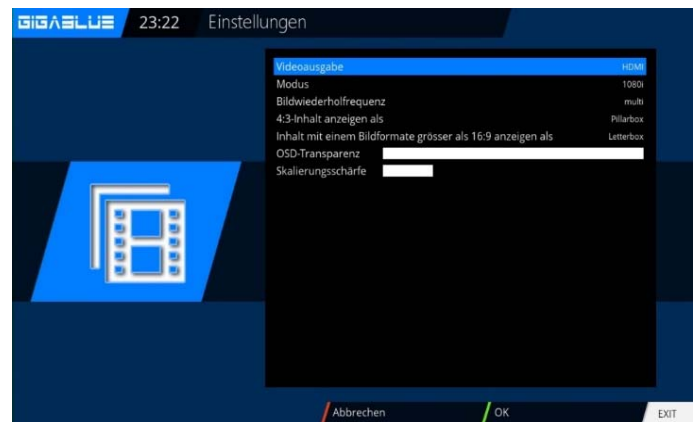 GIGABLUE 23:22 Einstellungen
Videoausgabe HDMI
Modus 1080i
Bildwiederholfrequenz multi
4:3-Inhalt anzeigen als Pillarbox
Inhalt mit einem Bildformate grösser als 16:9 anzeigen als Letterbox
OSD-Transparenz
Skalierungsschärfe
Abbrechen OK EXIT